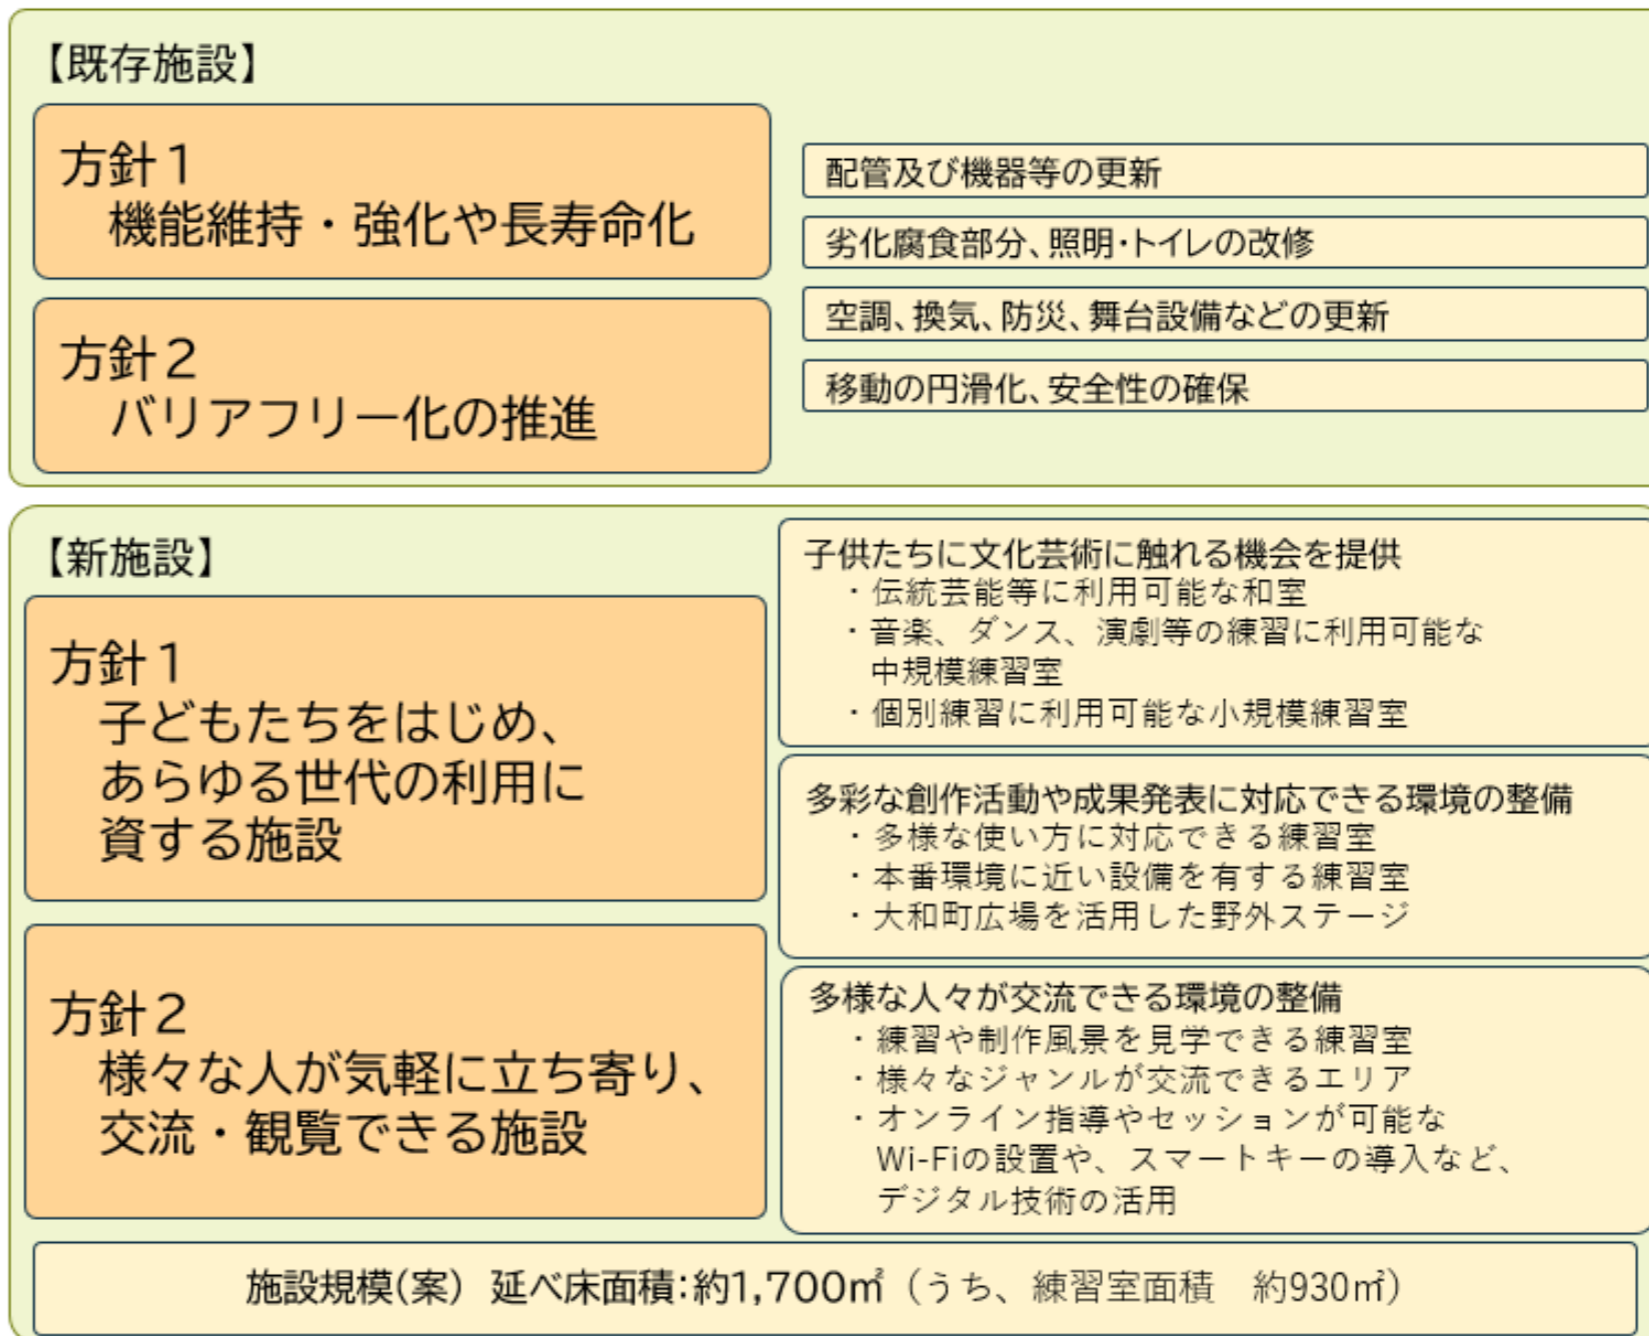 【既存施設】
方針１
機能維持・強化や長寿命化
方針２
バリアフリー化の推進
配管及び機器等の更新
劣化腐食部分、照明・トイレの改修
空調、換気、防災、舞台設備などの更新
移動の円滑化、安全性の確保
【新施設】
方針１
子どもたちをはじめ、
あらゆる世代の利用に
資する施設
方針２
様々な人が気軽に立ち寄り、
交流・観覧できる施設
子供たちに文化芸術に触れる機会を提供
・伝統芸能等に利用可能な和室
・音楽、ダンス、演劇等の練習に利用可能な
中規模練習室
・個別練習に利用可能な小規模練習室
多彩な創作活動や成果発表に対応できる環境の整備
・多様な使い方に対応できる練習室
・本番環境に近い設備を有する練習室
・大和町広場を活用した野外ステージ
多様な人々が交流できる環境の整備
・練習や制作風景を見学できる練習室
・様々なジャンルが交流できるエリア
・オンライン指導やセッションが可能な
Wi-Fiの設置や、スマートキーの導入など、
デジタル技術の活用
施設規模(案) 延べ床面積：約1,700㎡（うち、練習室面積　約930㎡）